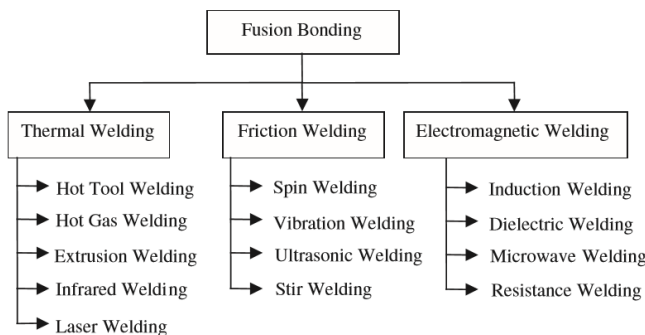 Fusion Bonding
Thermal Welding
Friction Welding
Electromagnetic Welding
Hot Tool Welding
Hot Gas Welding
Extrusion Welding
Infrared Welding
Laser Welding
Spin Welding
Vibration Welding
Ultrasonic Welding
Stir Welding
Induction Welding
Dielectric Welding
Microwave Welding
Resistance Welding